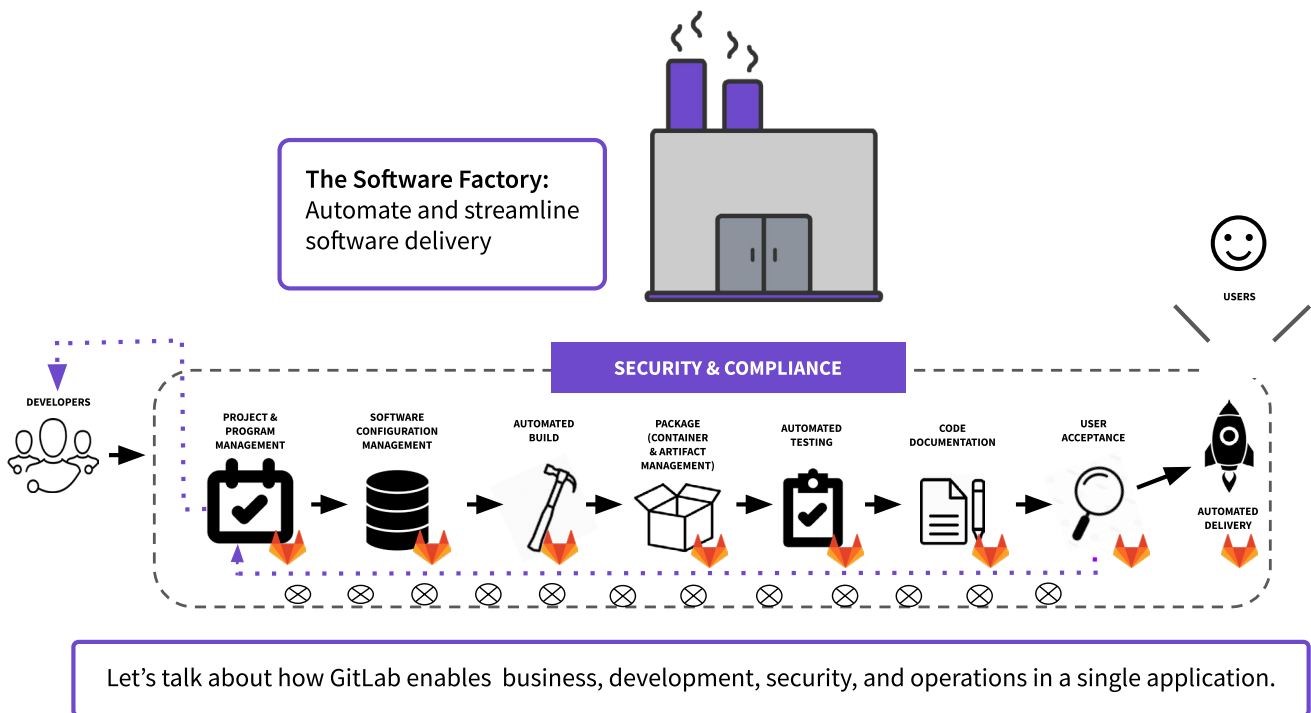 The Software Factory:
Automate and streamline
software delivery
USERS
SECURITY & COMPLIANCE
DEVELOPERS
PROJECT &
PROGRAM
MANAGEMENT
SOFTWARE
CONFIGURATION
MANAGEMENT
AUTOMATED
BUILD
PACKAGE
(CONTAINER
& ARTIFACT
MANAGEMENT)
AUTOMATED
TESTING
CODE
DOCUMENTATION
USER
ACCEPTANCE
AUTOMATED
DELIVERY
Let’s talk about how GitLab enables  business, development, security, and operations in a single application.